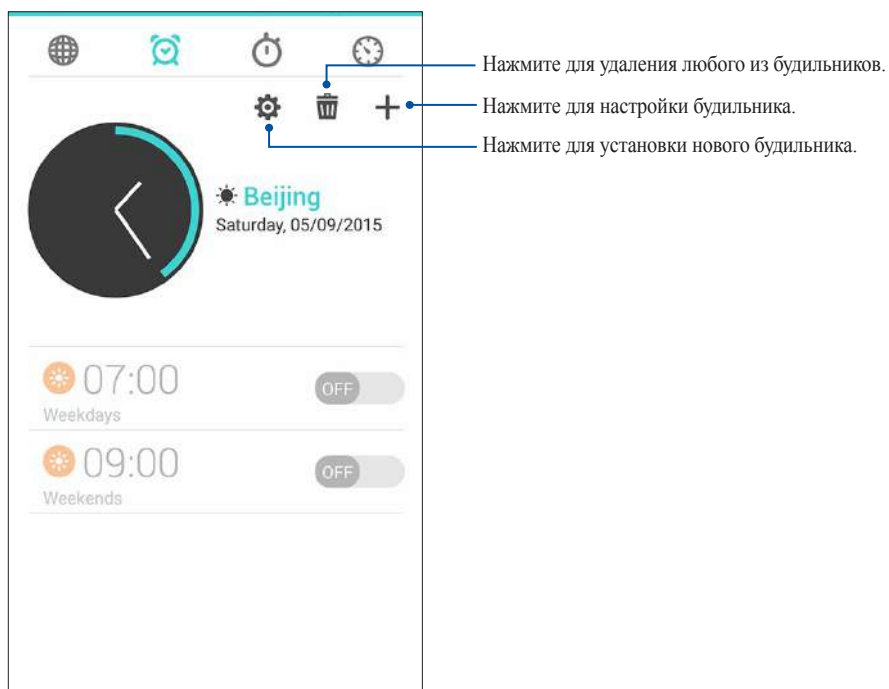 Нажмите для удаления любого из будильников.
Нажмите для настройки будильника.
Нажмите для установки нового будильника.
Beijing
Saturday, 05/09/2015
07:00
OFF
Weekdays
09:00
OFF
Weekends